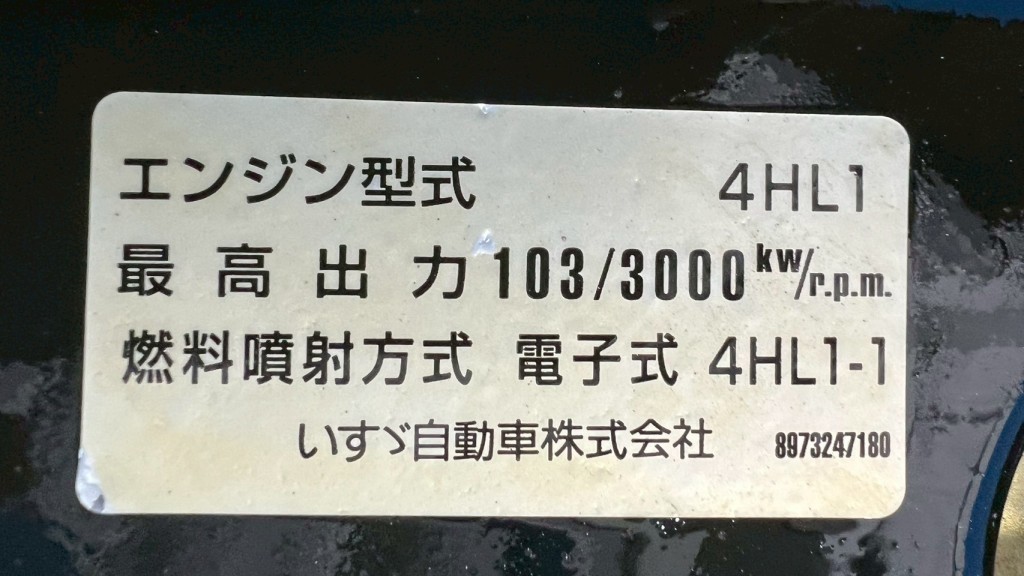 エンジン型式 4HL1
最高出力 103/3000 kw/r.p.m.
燃料噴射方式 電子式 4HL1-1
いすゞ自動車株式会社 8973247180